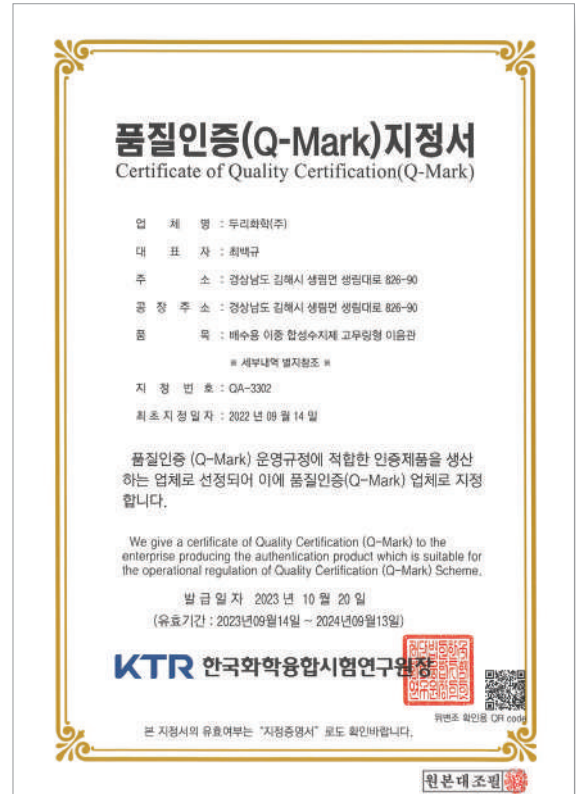 품질인증(Q-Mark)지정서
Certificate of Quality Certification(Q-Mark)
업 체 명 : 두리화학(주)
대 표 자 : 최백규
주 소 : 경상남도 김해시 생림면 생림대로 826-90
공 장 주 소 : 경상남도 김해시 생림면 생림대로 826-90
품 목 : 배수용 이중 합성수지제 고무링형 이음관
※ 세부내역 별지참조 ※
지 정 번 호 : QA-3302
최초지정일자 : 2022 년 09 월 14 일
품질인증 (Q-Mark) 운영규정에 적합한 인증제품을 생산
하는 업체로 선정되어 이에 품질인증(Q-Mark) 업체로 지정
합니다.
We give a certificate of Quality Certification (Q-Mark) to the
enterprise producing the authentication product which is suitable for
the operational regulation of Quality Certification (Q-Mark) Scheme.
발급일자 2023 년 10 월 20 일
(유효기간 : 2023년09월14일 ~ 2024년09월13일)
KTR 한국화학융합시험연구원장
위변조 확인용 QR code
본 지정서의 유효여부는 "지정증명서" 로도 확인바랍니다.
원본대조필